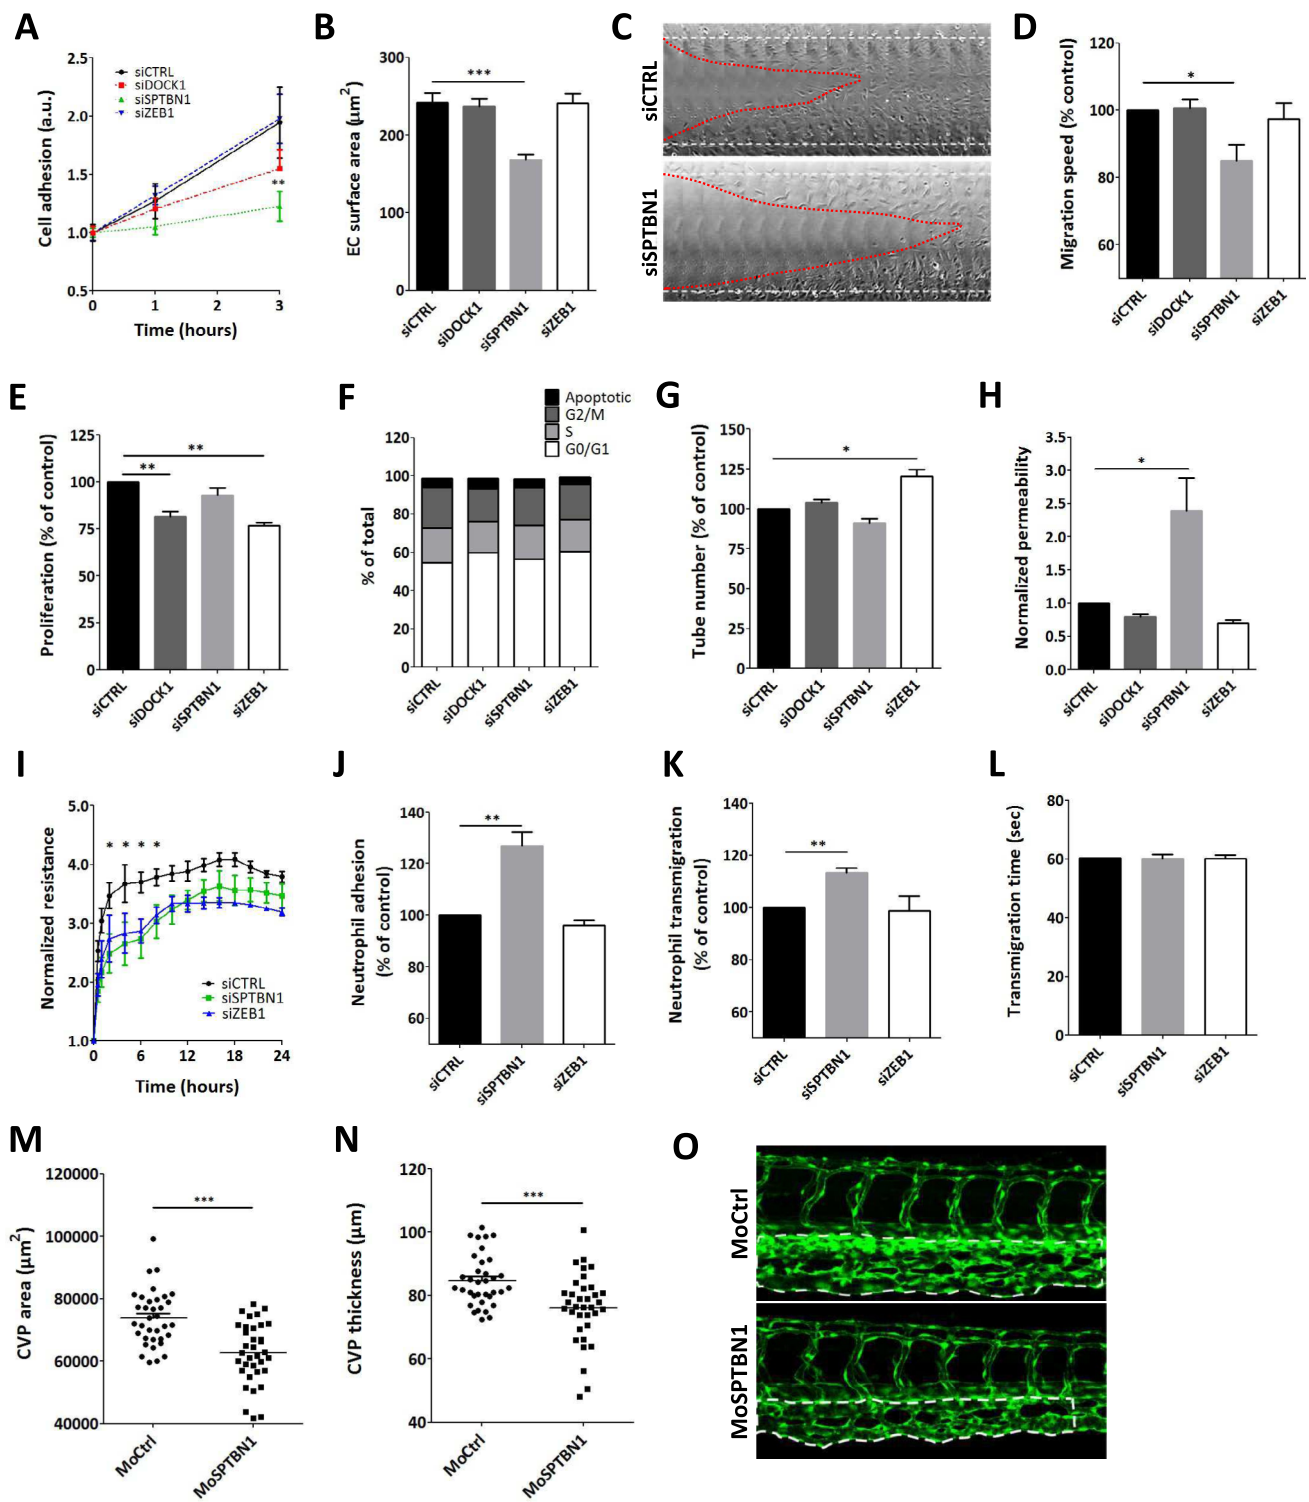 A
2.5
2.0
1.5
1.0
0.5
siCTRL
siDOCK1
siSPTBN1
siZEB1
**
0
1
2
3
Cell adhesion (a.u.)
Time (hours)
B
300
200
100
0
***
EC surface area (µm²)
siCTRL
siDOCK1
siSPTBN1
siZEB1
C
siCTRL
siSPTBN1
D
120
100
80
60
*
Migration speed (% control)
siCTRL
siDOCK1
siSPTBN1
siZEB1
E
125
100
75
50
25
0
**
**
Proliferation (% of control)
siCTRL
siDOCK1
siSPTBN1
siZEB1
F
Apoptotic
G2/M
S
G0/G1
120
100
80
60
40
20
0
% of total
siCTRL
siDOCK1
siSPTBN1
siZEB1
G
150
125
100
75
50
25
0
*
Tube number (% of control)
siCTRL
siDOCK1
siSPTBN1
siZEB1
H
3.5
3.0
2.5
2.0
1.5
1.0
0.5
0.0
*
Normalized permeability
siCTRL
siDOCK1
siSPTBN1
siZEB1
I
5.0
4.0
3.0
2.0
1.0
* * * *
siCTRL
siSPTBN1
siZEB1
0
6
12
18
24
Normalized resistance
Time (hours)
J
140
120
100
80
60
**
Neutrophil adhesion
(% of control)
siCTRL
siSPTBN1
siZEB1
K
140
120
100
80
60
**
Neutrophil transmigration
(% of control)
siCTRL
siSPTBN1
siZEB1
L
80
60
40
20
0
Transmigration time (sec)
siCTRL
siSPTBN1
siZEB1
M
120000
100000
80000
60000
40000
***
CVP area (µm²)
MoCtrl
MoSPTBN1
N
120
100
80
60
40
***
CVP thickness (µm)
MoCtrl
MoSPTBN1
O
MoCtrl
MoSPTBN1